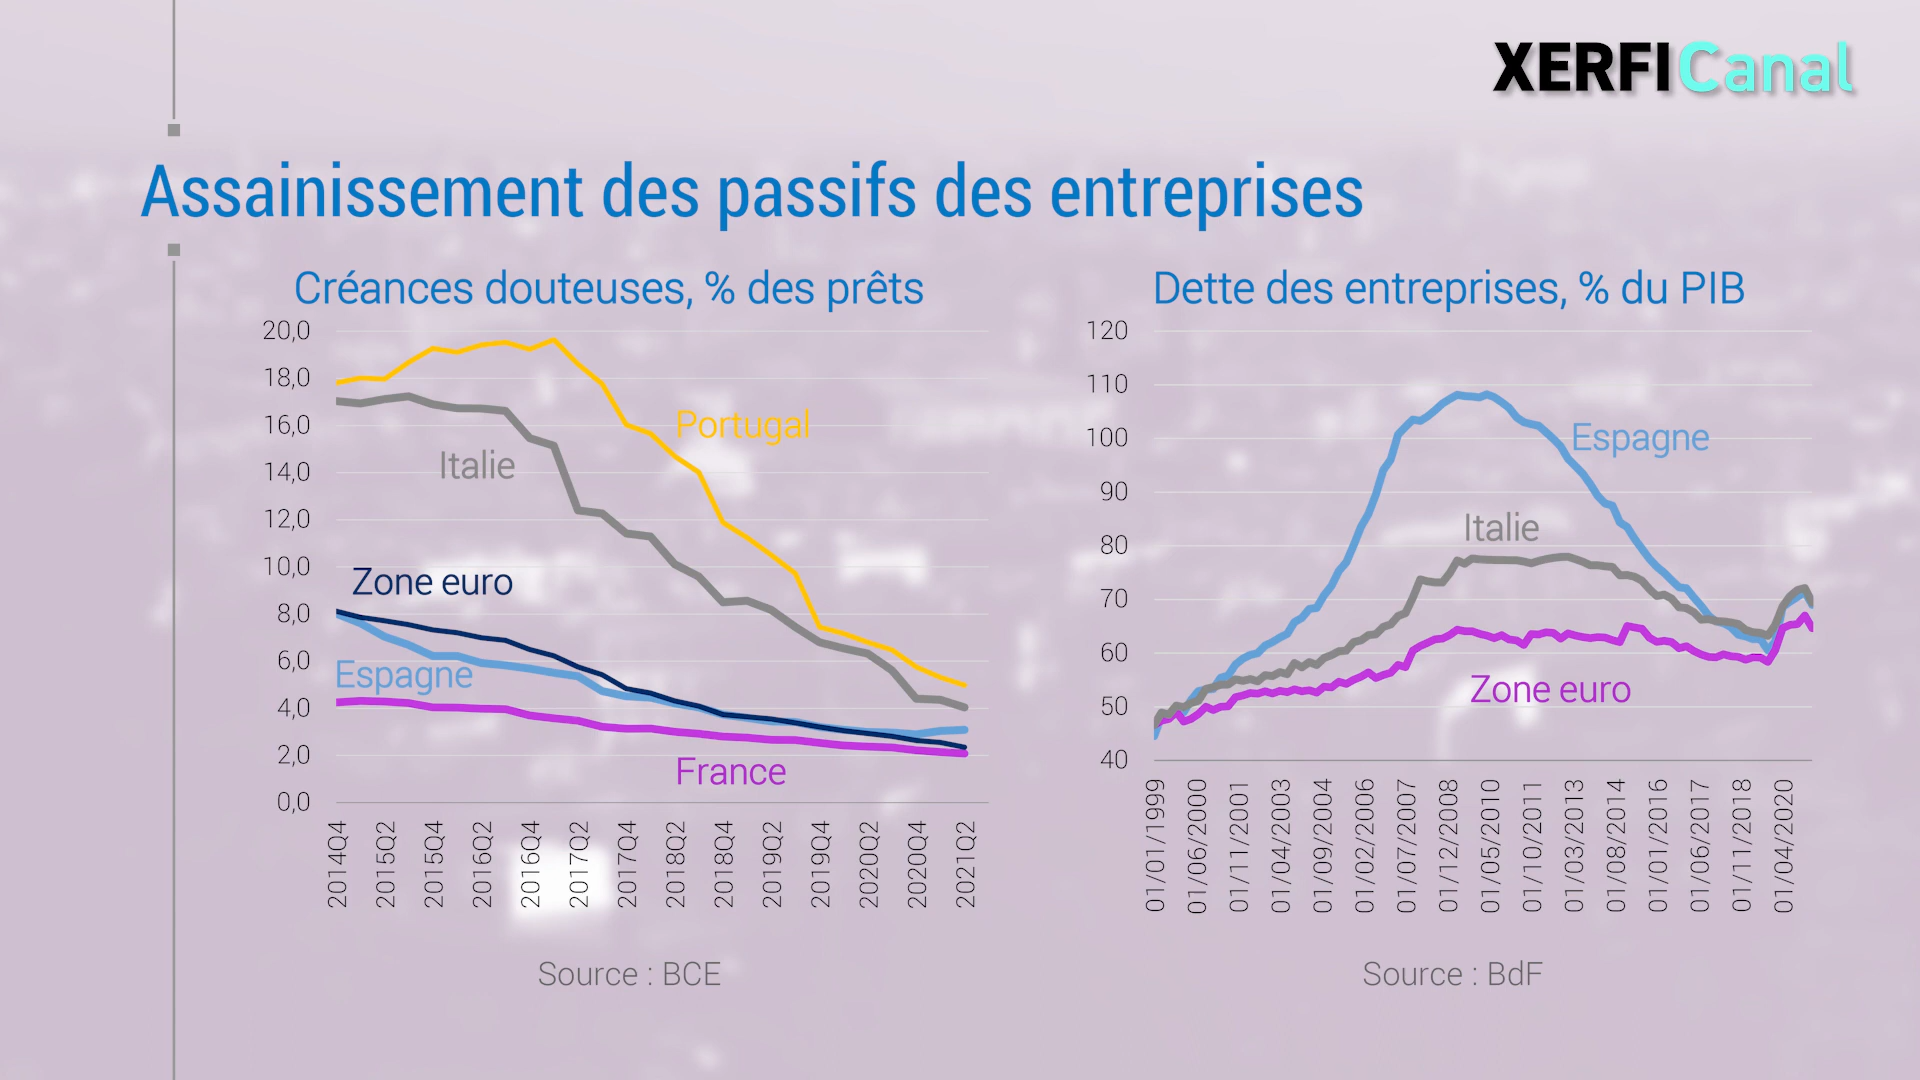 XERFI Canal
Assainissement des passifs des entreprises
Créances douteuses, % des prêts
20,0
18,0
16,0
14,0
12,0
10,0
8,0
6,0
4,0
2,0
0,0
Portugal
Italie
Zone euro
Espagne
France
2014Q4
2015Q2
2015Q4
2016Q2
2016Q4
2017Q2
2017Q4
2018Q2
2018Q4
2019Q2
2019Q4
2020Q2
2020Q4
2021Q2
Source : BCE
Dette des entreprises, % du PIB
120
110
100
90
80
70
60
50
40
Espagne
Italie
Zone euro
01/01/1999
01/06/2000
01/11/2001
01/04/2003
01/09/2004
01/02/2006
01/07/2007
01/12/2008
01/05/2010
01/10/2011
01/03/2013
01/08/2014
01/01/2016
01/06/2017
01/11/2018
01/04/2020
Source : BdF